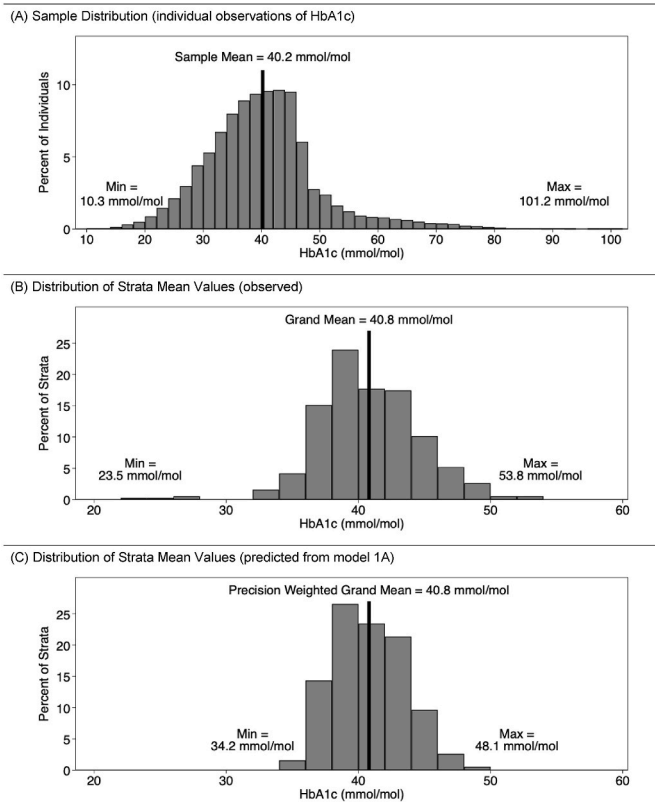 (A) Sample Distribution (individual observations of HbA1c)
Sample Mean = 40.2 mmol/mol
Percent of Individuals
10
5
0
Min =
10.3 mmol/mol
Max =
101.2 mmol/mol
10 20 30 40 50 60 70 80 90 100
HbA1c (mmol/mol)
(B) Distribution of Strata Mean Values (observed)
Grand Mean = 40.8 mmol/mol
Percent of Strata
25
20
15
10
5
0
Min =
23.5 mmol/mol
Max =
53.8 mmol/mol
20 30 40 50 60
HbA1c (mmol/mol)
(C) Distribution of Strata Mean Values (predicted from model 1A)
Precision Weighted Grand Mean = 40.8 mmol/mol
Percent of Strata
25
20
15
10
5
0
Min =
34.2 mmol/mol
Max =
48.1 mmol/mol
20 30 40 50 60
HbA1c (mmol/mol)